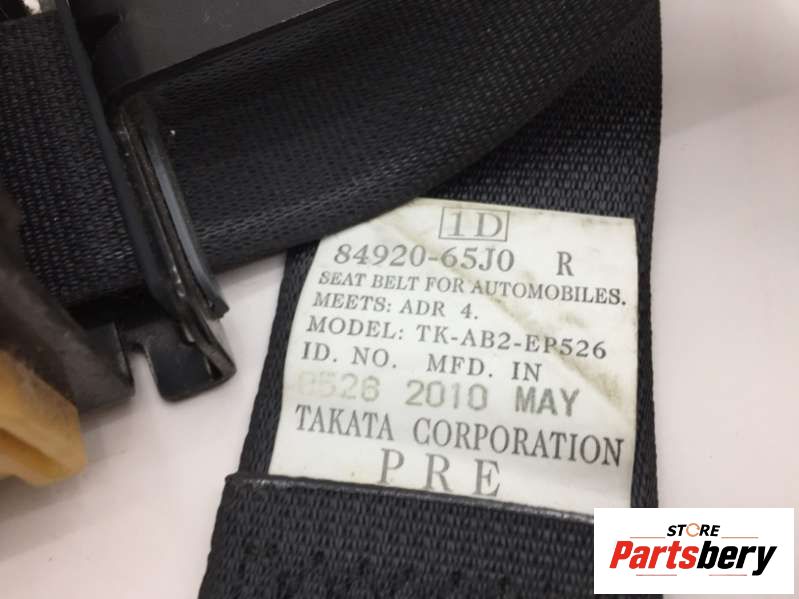 1D
84920-65J0 R
SEAT BELT FOR AUTOMOBILES.
MEETS: ADR 4.
MODEL: TK-AB2-EP526
ID. NO. MFD. IN
0526 2010 MAY
TAKATA CORPORATION
PRE
STORE
Partsbery